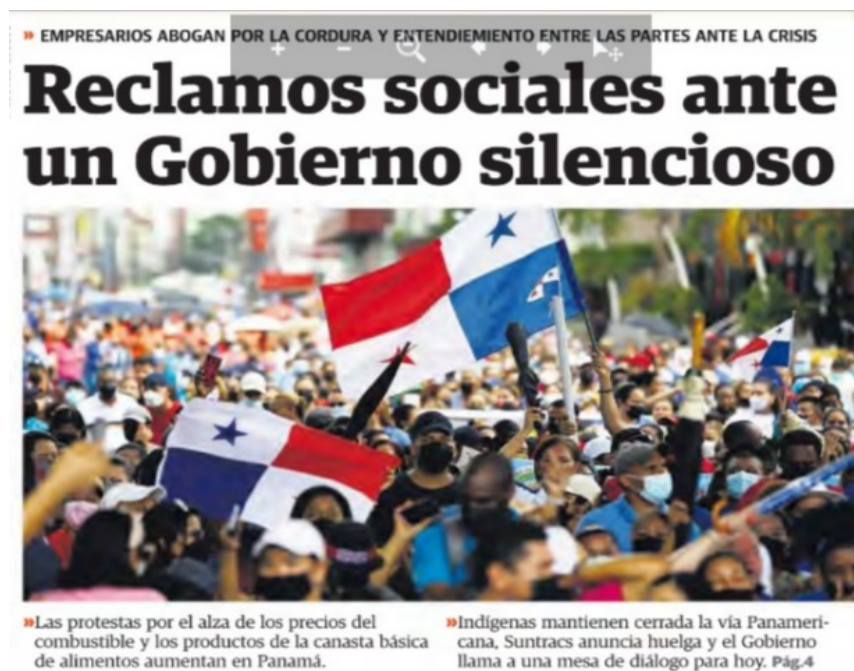 » EMPRESARIOS ABOGAN POR LA CORDURA Y ENTENDIEMIENTO ENTRE LAS PARTES ANTE LA CRISIS
Reclamos sociales ante
un Gobierno silencioso
»Las protestas por el alza de los precios del
combustible y los productos de la canasta básica
de alimentos aumentan en Panamá.
»Indígenas mantienen cerrada la vía Panameri-
cana, Suntracs anuncia huelga y el Gobierno
llama a una mesa de diálogo para hoy. Pág.4